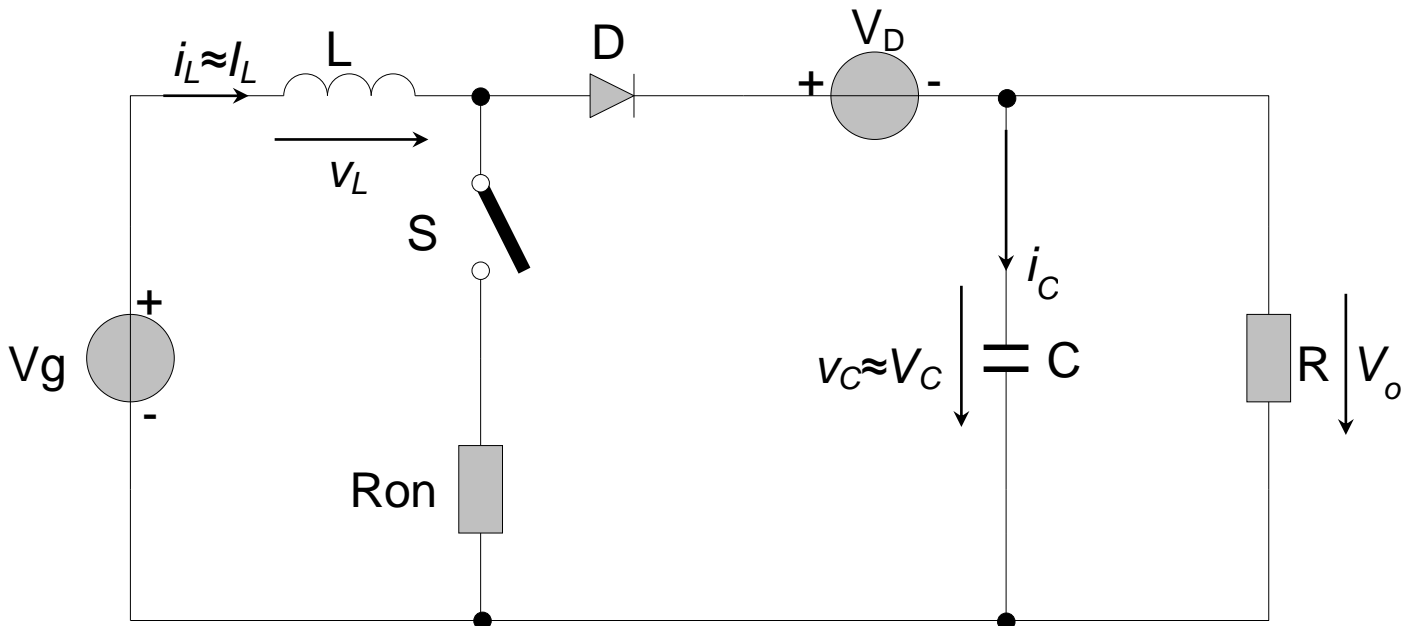 i_L≈I_L
L
D
V_D
+ -
v_L
S
i_C
+
Vg
-
v_C≈V_C
C
R
V_o
Ron